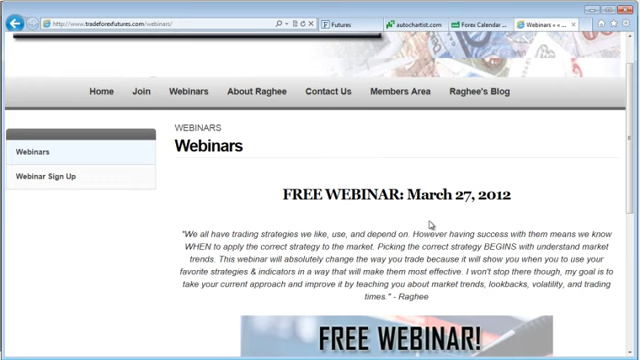 http://www.tradeforexfutures.com/webinars/
Futures
autochartist.com
Forex Calendar ...
Webinars « « ...
Home Join Webinars About Raghee Contact Us Members Area Raghee's Blog
WEBINARS
Webinars
Webinars
Webinar Sign Up
FREE WEBINAR: March 27, 2012
"We all have trading strategies we like, use, and depend on. However having success with them means we know
WHEN to apply the correct strategy to the market. Picking the correct strategy BEGINS with understand market
trends. This webinar will absolutely change the way you trade because it will show you when you to use your
favorite strategies & indicators in a way that will make them most effective. I won't stop there though, my goal is to
take your current approach and improve it by teaching you about market trends, lookbacks, volatility, and trading
times." - Raghee
FREE WEBINAR!